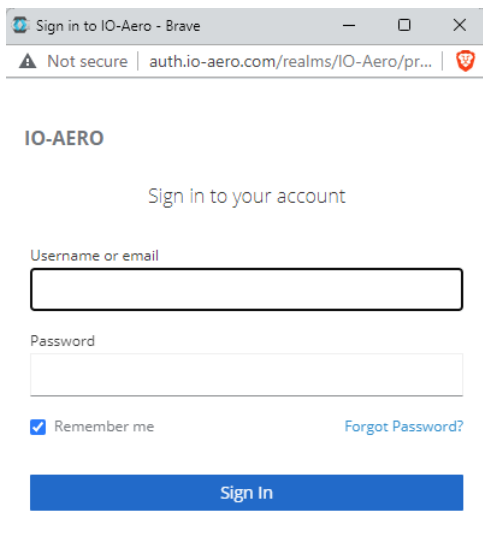 Sign in to IO-Aero - Brave
Not secure | auth.io-aero.com/realms/IO-Aero/pr...
IO-AERO
Sign in to your account
Username or email
Password
Remember me Forgot Password?
Sign In